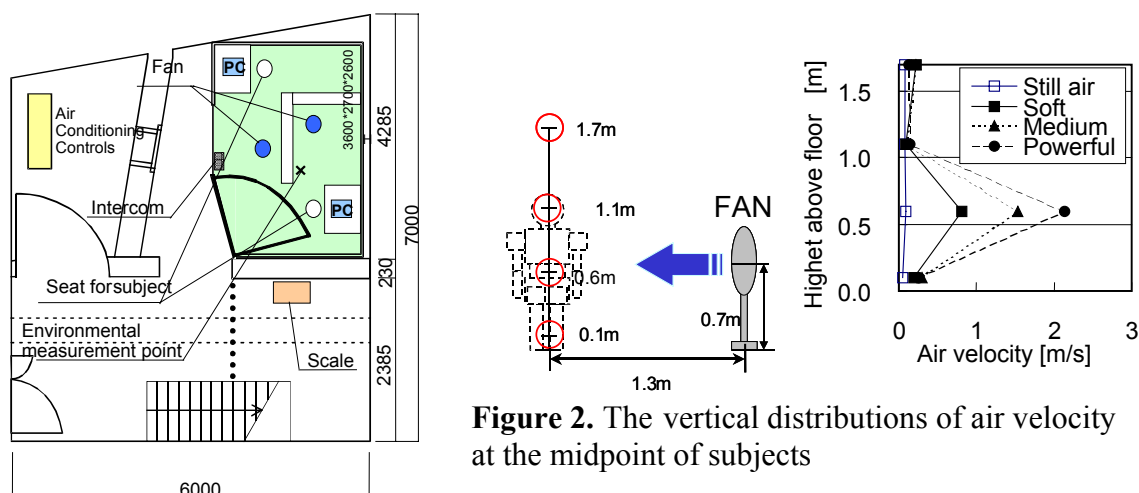 Fan
PC
3600*2700*2600
Air
Conditioning
Controls
4285
Intercom
PC
7000
Seat forsubject
230
Environmental
measurement point
Scale
2385
6000
1.7m
1.1m
FAN
0.6m
0.7m
0.1m
1.3m
Highet above floor [m]
1.5
1.0
0.5
0.0
Still air
Soft
Medium
Powerful
0 1 2 3
Air velocity [m/s]
Figure 2. The vertical distributions of air velocity
at the midpoint of subjects